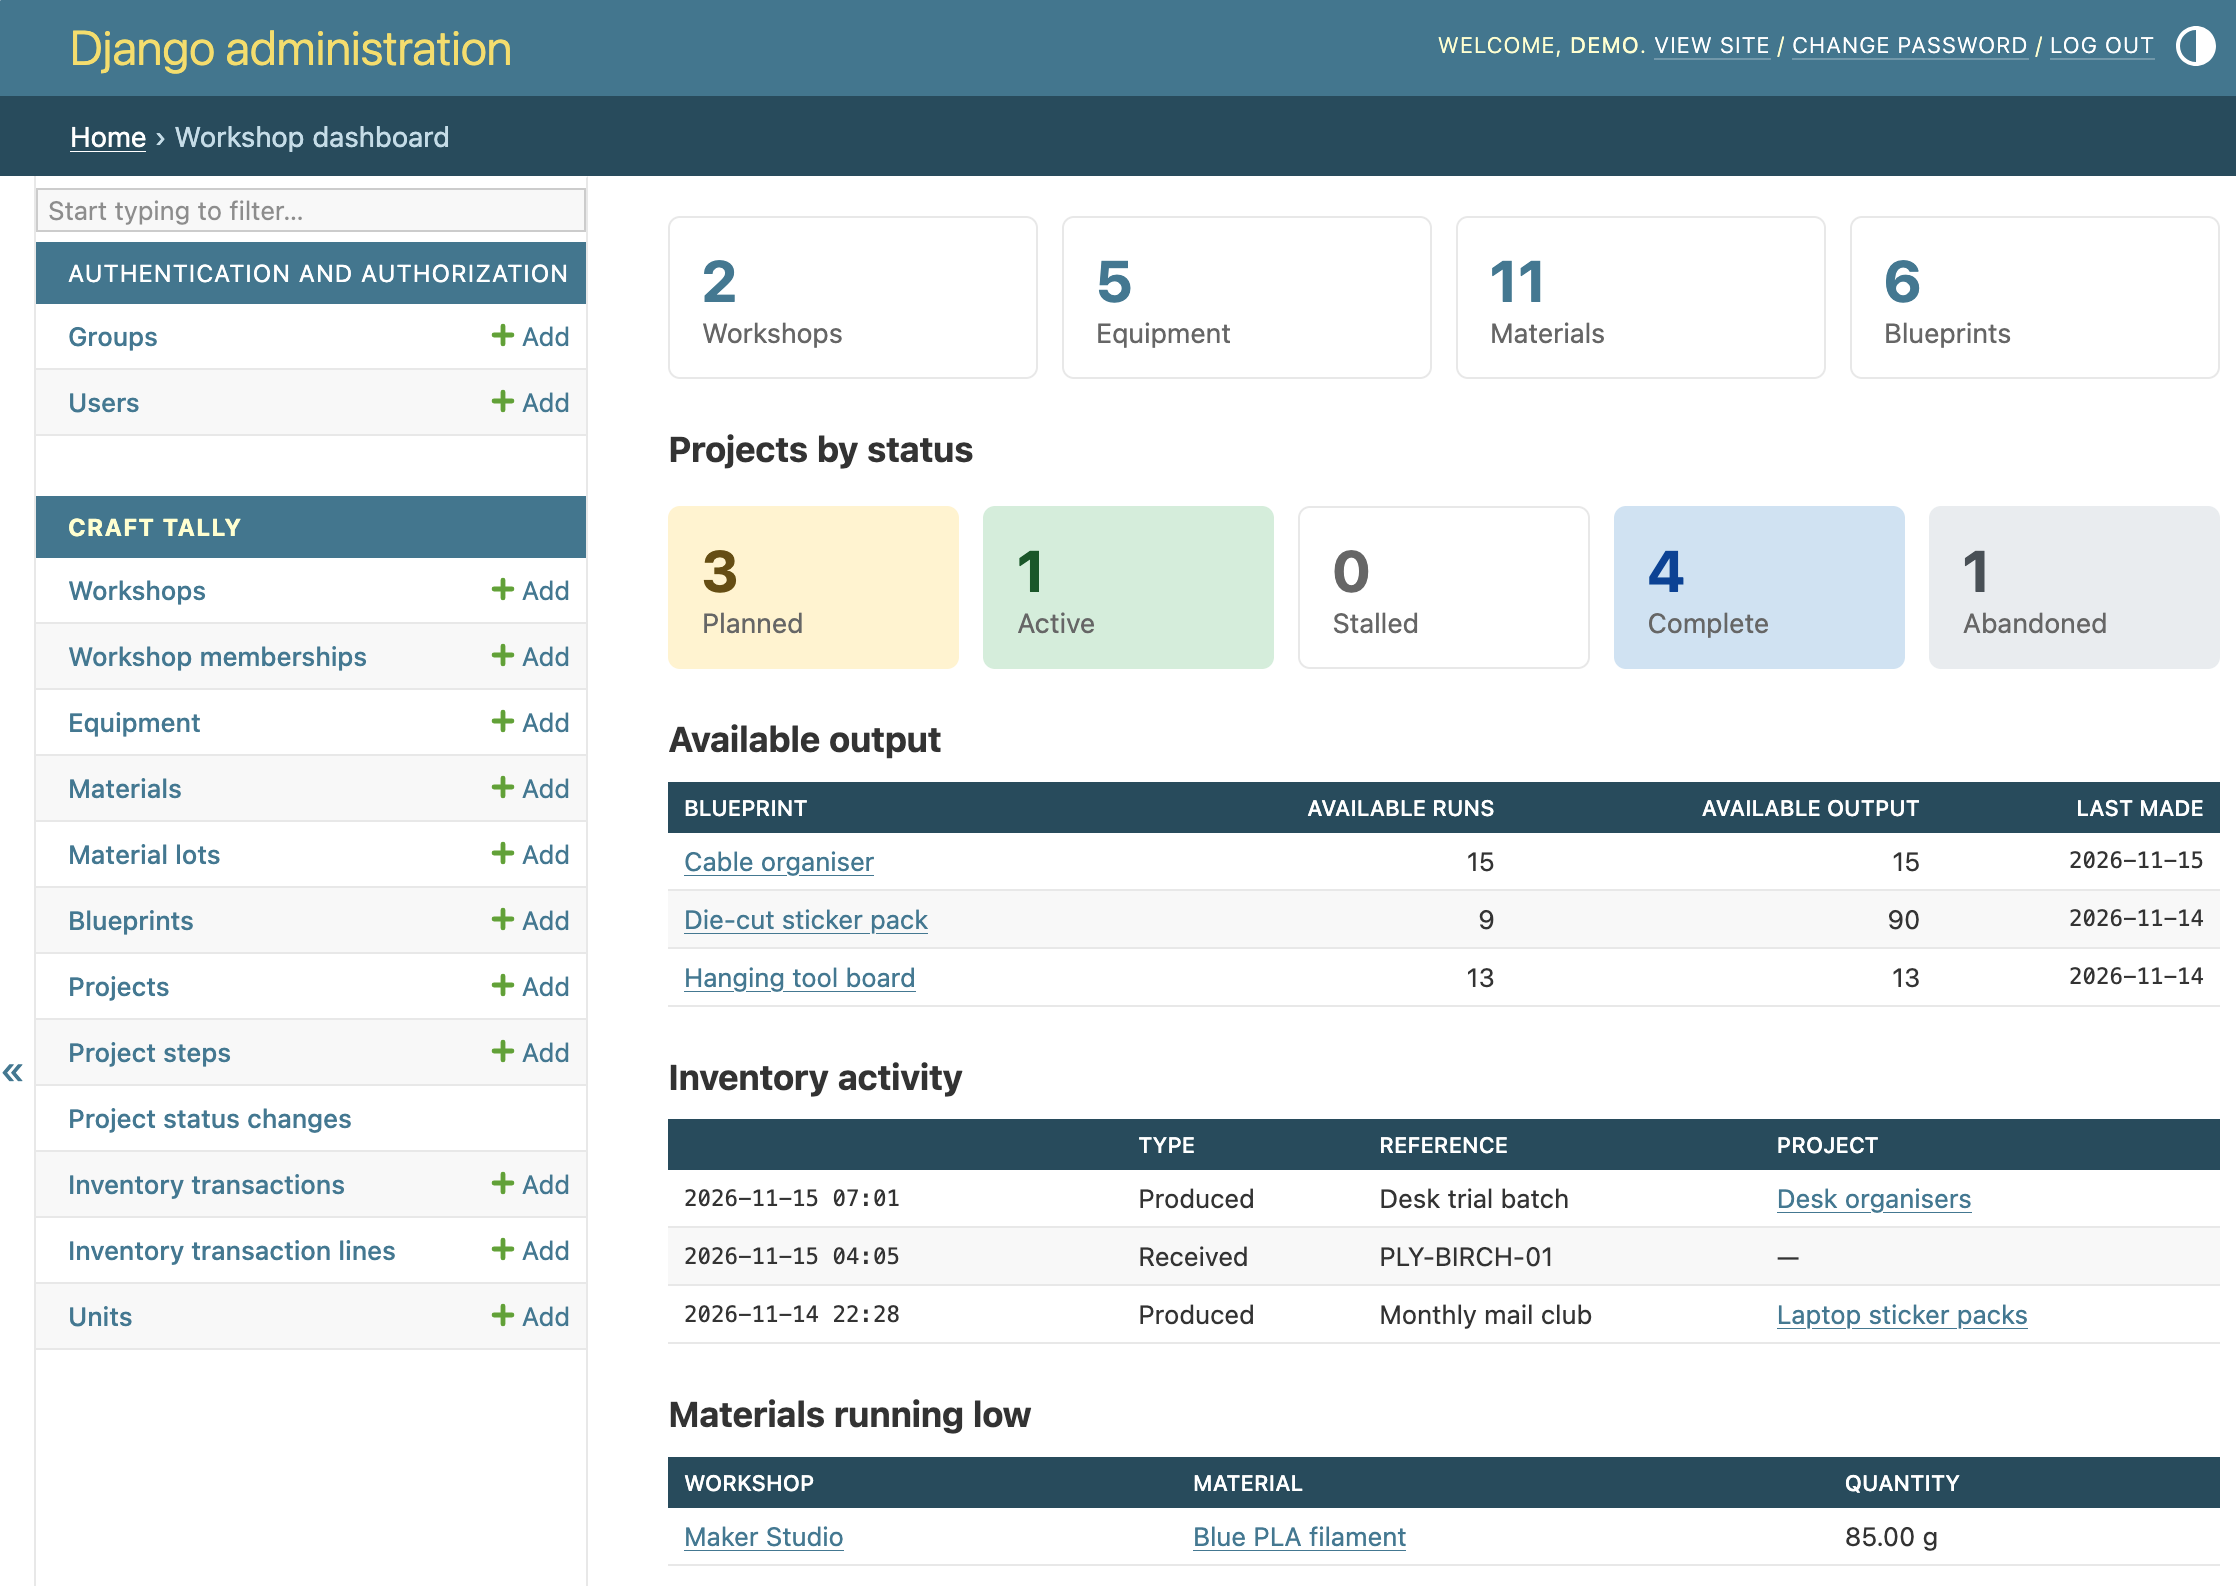 Django administration
WELCOME, DEMO. VIEW SITE / CHANGE PASSWORD / LOG OUT
Home › Workshop dashboard
Start typing to filter...
AUTHENTICATION AND AUTHORIZATION
Groups + Add
Users + Add
CRAFT TALLY
Workshops + Add
Workshop memberships + Add
Equipment + Add
Materials + Add
Material lots + Add
Blueprints + Add
Projects + Add
Project steps + Add
Project status changes
Inventory transactions + Add
Inventory transaction lines + Add
Units + Add
«
2
Workshops
5
Equipment
11
Materials
6
Blueprints
Projects by status
3
Planned
1
Active
0
Stalled
4
Complete
1
Abandoned
Available output
BLUEPRINT AVAILABLE RUNS AVAILABLE OUTPUT LAST MADE
Cable organiser 15 15 2026-11-15
Die-cut sticker pack 9 90 2026-11-14
Hanging tool board 13 13 2026-11-14
Inventory activity
TYPE REFERENCE PROJECT
2026-11-15 07:01 Produced Desk trial batch Desk organisers
2026-11-15 04:05 Received PLY-BIRCH-01 —
2026-11-14 22:28 Produced Monthly mail club Laptop sticker packs
Materials running low
WORKSHOP MATERIAL QUANTITY
Maker Studio Blue PLA filament 85.00 g